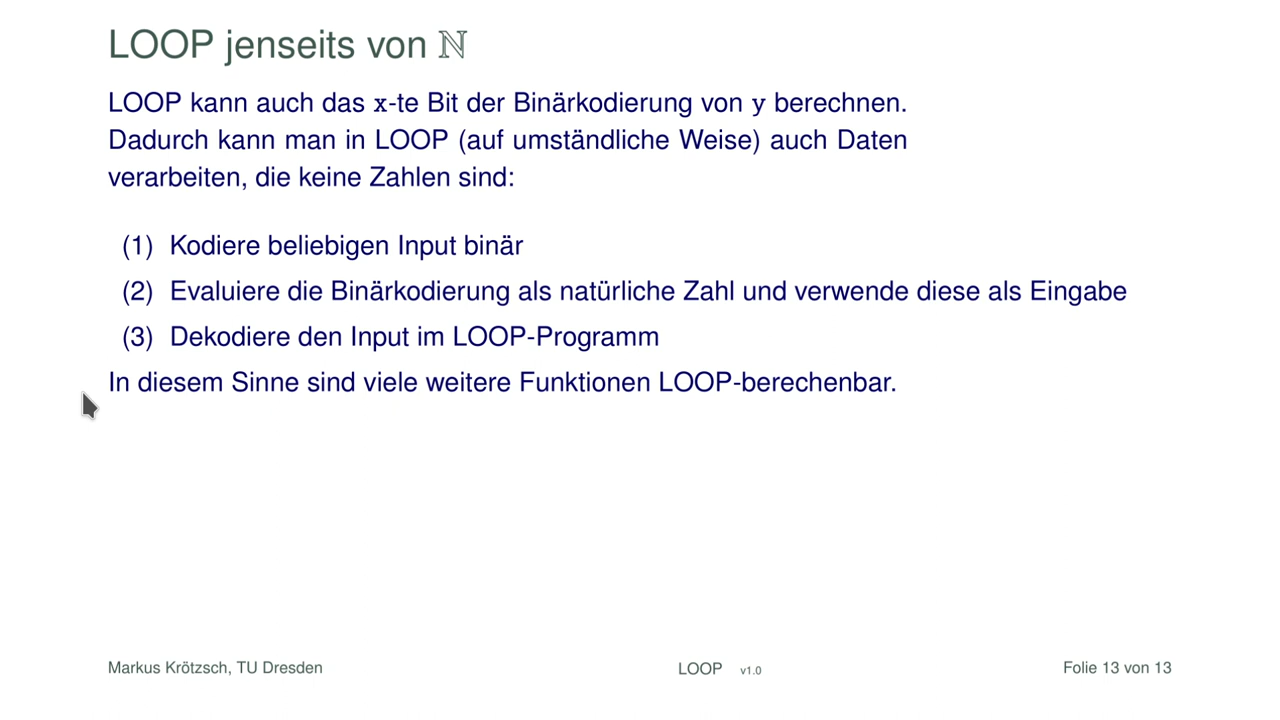 LOOP jenseits von ℕ
LOOP kann auch das x-te Bit der Binärkodierung von y berechnen.
Dadurch kann man in LOOP (auf umständliche Weise) auch Daten
verarbeiten, die keine Zahlen sind:
(1) Kodiere beliebigen Input binär
(2) Evaluiere die Binärkodierung als natürliche Zahl und verwende diese als Eingabe
(3) Dekodiere den Input im LOOP-Programm
In diesem Sinne sind viele weitere Funktionen LOOP-berechenbar.
Markus Krötzsch, TU Dresden LOOP v1.0 Folie 13 von 13